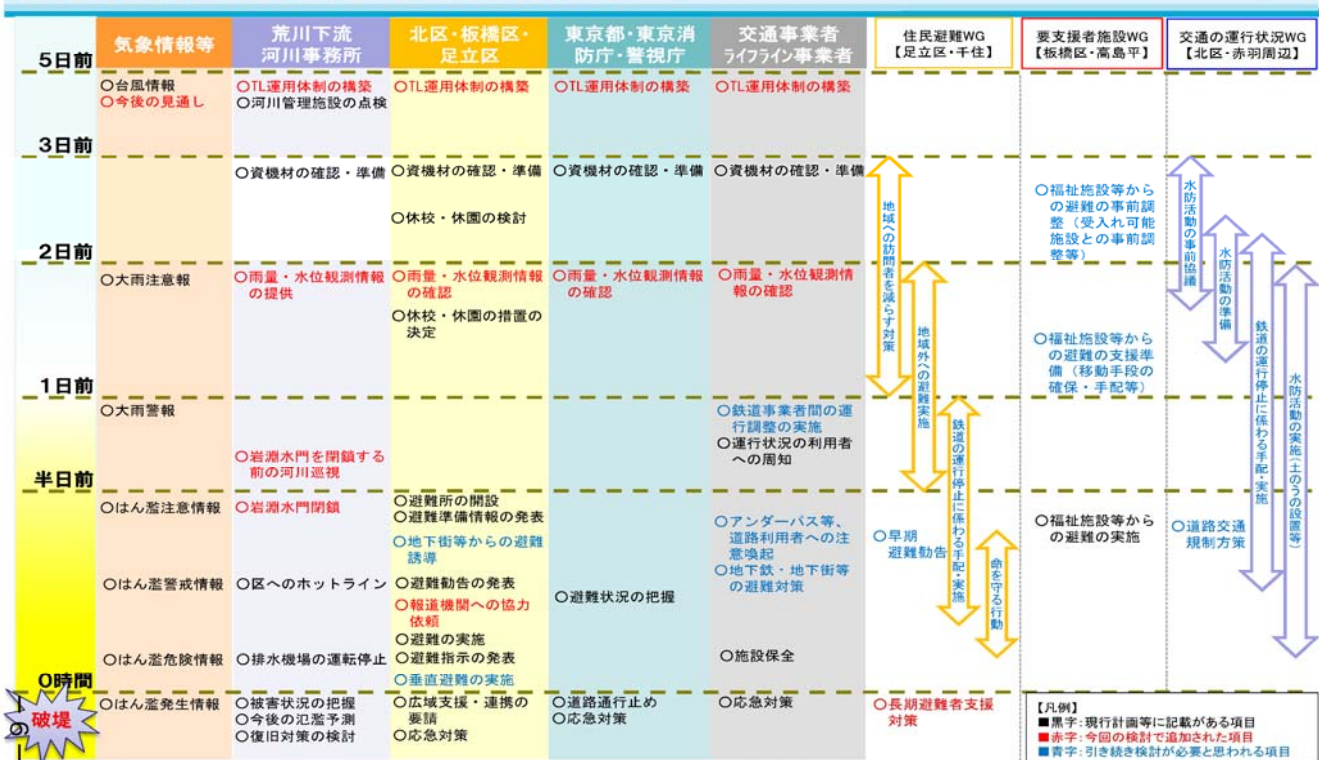 気象情報等
荒川下流
河川事務所
北区・板橋区・
足立区
東京都・東京消
防庁・警視庁
交通事業者
ライフライン事業者
住民避難WG
【足立区・千住】
要支援者施設WG
【板橋区・高島平】
交通の運行状況WG
【北区・赤羽周辺】
5日前
○台風情報
○今後の見通し
○TL運用体制の構築
○河川管理施設の点検
○TL運用体制の構築
○TL運用体制の構築
○TL運用体制の構築
3日前
○資機材の確認・準備
○資機材の確認・準備
○休校・休園の検討
○資機材の確認・準備
○資機材の確認・準備
○福祉施設等から
の避難の事前調
整（受入れ可能
施設との事前調
整等）
2日前
○大雨注意報
○雨量・水位観測情報
の提供
○雨量・水位観測情報
の確認
○休校・休園の措置の
決定
○雨量・水位観測情報
の確認
○雨量・水位観測情
報の確認
○福祉施設等から
の避難の支援準
備（移動手段の
確保・手配等）
1日前
○大雨警報
○岩淵水門を閉鎖する
前の河川巡視
○鉄道事業者間の運
行調整の実施
○運行状況の利用者
への周知
半日前
○はん濫注意情報
○岩淵水門閉鎖
○避難所の開設
○避難準備情報の発表
○地下街等からの避難
誘導
○アンダーパス等、
道路利用者への注
意喚起
○地下鉄・地下街等
の避難対策
○早期
避難勧告
○福祉施設等から
の避難の実施
○道路交通
規制方策
○はん濫警戒情報
○区へのホットライン
○避難勧告の発表
○報道機関への協力
依頼
○避難の実施
○避難状況の把握
○はん濫危険情報
○排水機場の運転停止
○避難指示の発表
○垂直避難の実施
○施設保全
0時間
破堤
の
○はん濫発生情報
○被害状況の把握
○今後の氾濫予測
○復旧対策の検討
○広域支援・連携の
要請
○応急対策
○道路通行止め
○応急対策
○応急対策
○長期避難者支援
対策
地域への訪問者を減らす対策
地域外への避難実施
鉄道の運行停止に係わる手配・実施
命を守る行動
水防活動の事前協議
水防活動の準備
鉄道の運行停止に係わる手配・実施
水防活動の実施（土のうの設置等）
【凡例】
■黒字：現行計画等に記載がある項目
■赤字：今回の検討で追加された項目
■青字：引き続き検討が必要と思われる項目